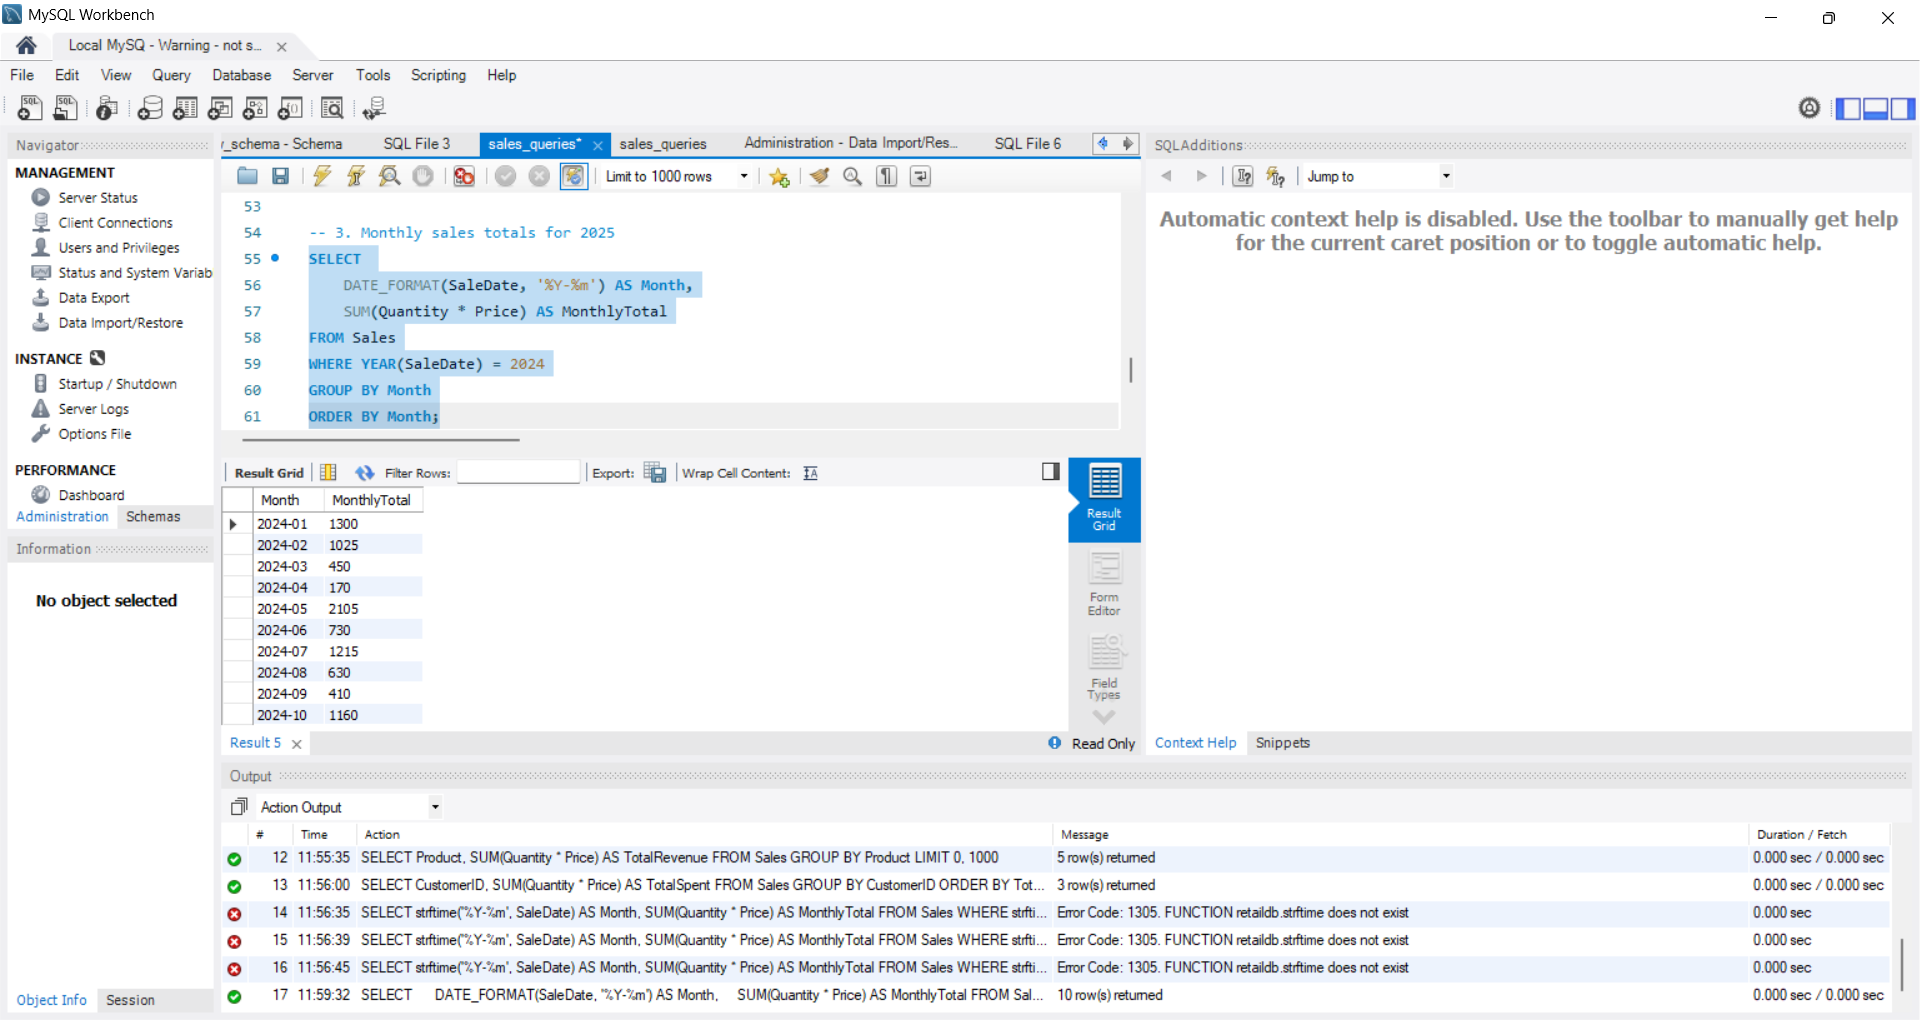 MySQL Workbench
Local MySQ - Warning - not s...
File Edit View Query Database Server Tools Scripting Help
Navigator
MANAGEMENT
Server Status
Client Connections
Users and Privileges
Status and System Variab
Data Export
Data Import/Restore
INSTANCE
Startup / Shutdown
Server Logs
Options File
PERFORMANCE
Dashboard
Administration Schemas
Information
No object selected
Object Info Session
_schema - Schema SQL File 3 sales_queries* sales_queries Administration - Data Import/Res... SQL File 6
Limit to 1000 rows
53
54 -- 3. Monthly sales totals for 2025
55 SELECT
56 DATE_FORMAT(SaleDate, '%Y-%m') AS Month,
57 SUM(Quantity * Price) AS MonthlyTotal
58 FROM Sales
59 WHERE YEAR(SaleDate) = 2024
60 GROUP BY Month
61 ORDER BY Month;
Result Grid Filter Rows: Export: Wrap Cell Content: IA
Month MonthlyTotal
2024-01 1300
2024-02 1025
2024-03 450
2024-04 170
2024-05 2105
2024-06 730
2024-07 1215
2024-08 630
2024-09 410
2024-10 1160
Result
Grid
Form
Editor
Field
Types
Result 5 Read Only
SQLAdditions
Jump to
Automatic context help is disabled. Use the toolbar to manually get help
for the current caret position or to toggle automatic help.
Context Help Snippets
Output
Action Output
# Time Action Message Duration / Fetch
12 11:55:35 SELECT Product, SUM(Quantity * Price) AS TotalRevenue FROM Sales GROUP BY Product LIMIT 0, 1000 5 row(s) returned 0.000 sec / 0.000 sec
13 11:56:00 SELECT CustomerID, SUM(Quantity * Price) AS TotalSpent FROM Sales GROUP BY CustomerID ORDER BY Tot... 3 row(s) returned 0.000 sec / 0.000 sec
14 11:56:35 SELECT strftime('%Y-%m', SaleDate) AS Month, SUM(Quantity * Price) AS MonthlyTotal FROM Sales WHERE strfti... Error Code: 1305. FUNCTION retaildb.strftime does not exist 0.000 sec
15 11:56:39 SELECT strftime('%Y-%m', SaleDate) AS Month, SUM(Quantity * Price) AS MonthlyTotal FROM Sales WHERE strfti... Error Code: 1305. FUNCTION retaildb.strftime does not exist 0.000 sec
16 11:56:45 SELECT strftime('%Y-%m', SaleDate) AS Month, SUM(Quantity * Price) AS MonthlyTotal FROM Sales WHERE strfti... Error Code: 1305. FUNCTION retaildb.strftime does not exist 0.000 sec
17 11:59:32 SELECT DATE_FORMAT(SaleDate, '%Y-%m') AS Month, SUM(Quantity * Price) AS MonthlyTotal FROM Sal... 10 row(s) returned 0.000 sec / 0.000 sec